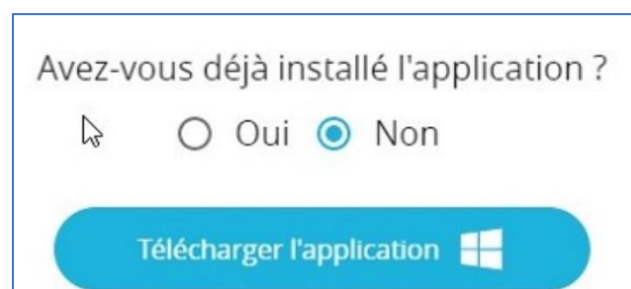 Avez-vous déjà installé l'application ?
Oui Non
Télécharger l'application